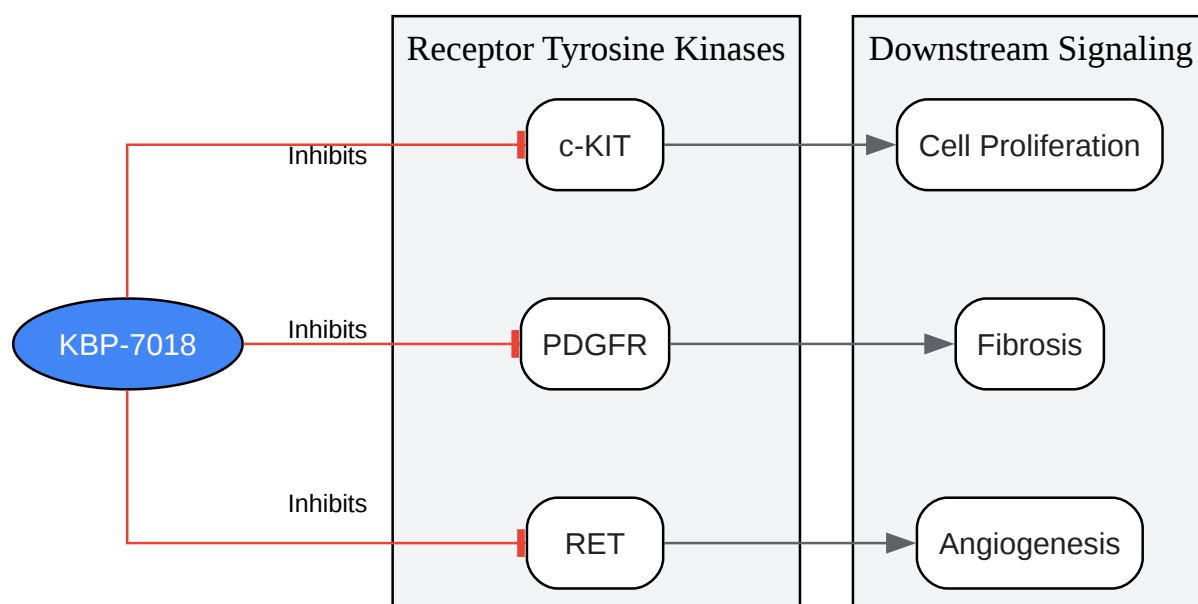 Receptor Tyrosine Kinases
Downstream Signaling
c-KIT
Cell Proliferation
Inhibits
KBP-7018
Inhibits
PDGFR
Fibrosis
Inhibits
RET
Angiogenesis